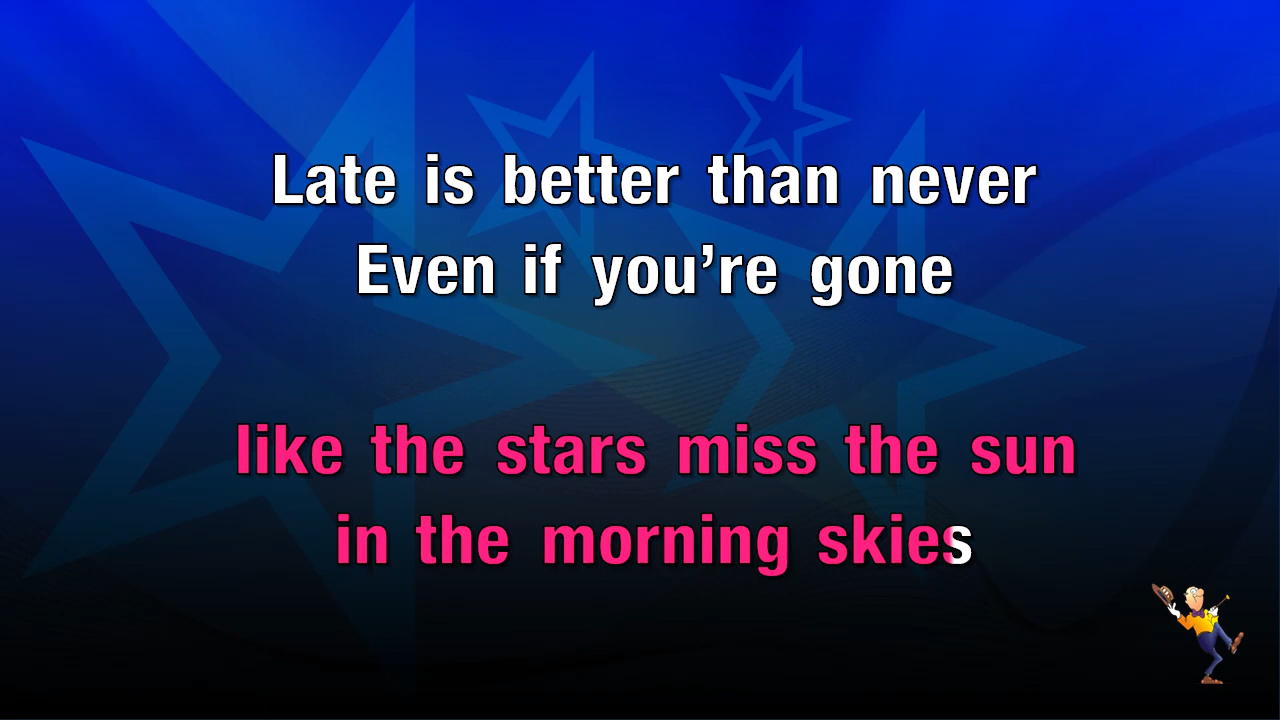 Late is better than never
Even if you’re gone
like the stars miss the sun
in the morning skies